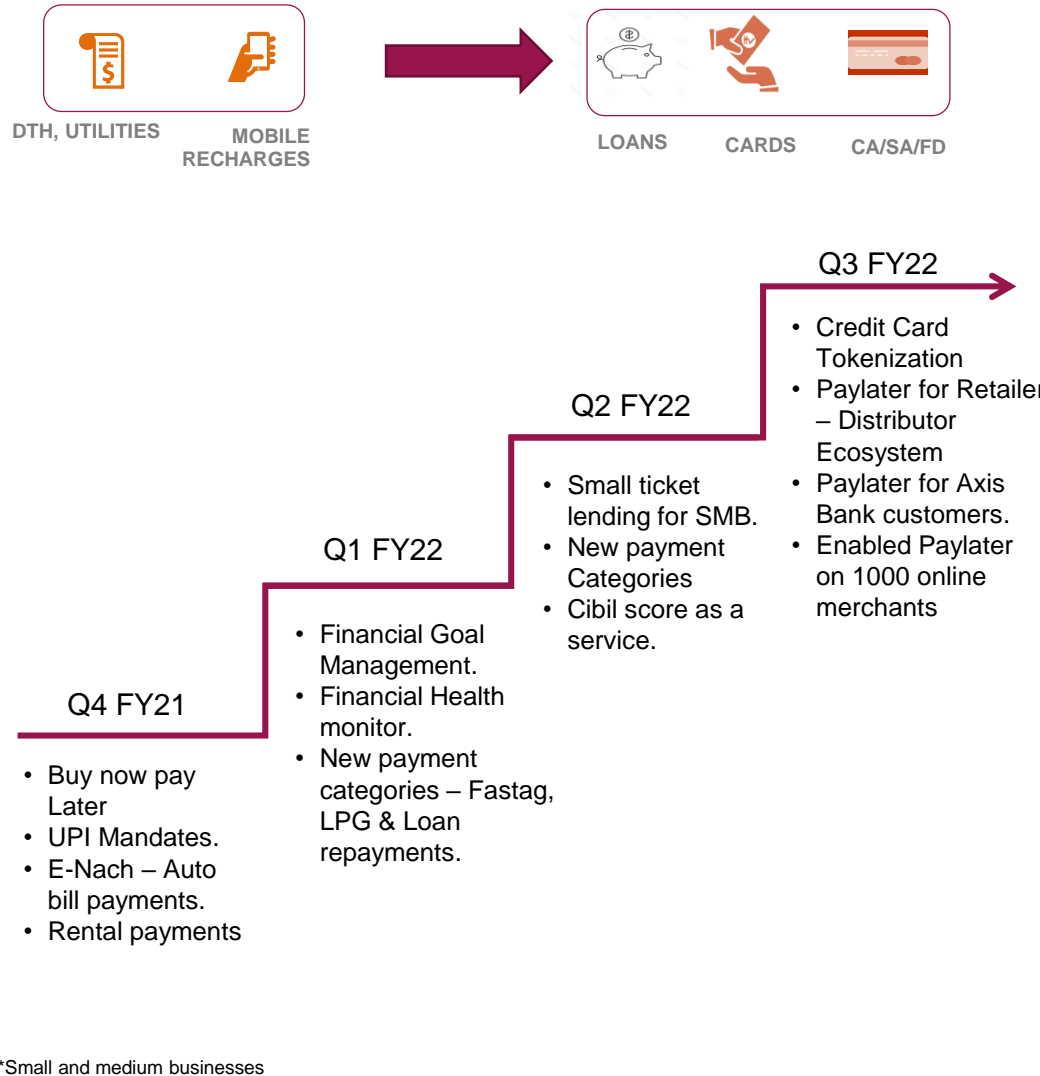 DTH, UTILITIES
MOBILE
RECHARGES
LOANS
CARDS
CA/SA/FD
Q3 FY22
• Credit Card
Tokenization
• Paylater for Retailer
– Distributor
Ecosystem
• Paylater for Axis
Bank customers.
• Enabled Paylater
on 1000 online
merchants
Q2 FY22
• Small ticket
lending for SMB.
• New payment
Categories
• Cibil score as a
service.
Q1 FY22
• Financial Goal
Management.
• Financial Health
monitor.
• New payment
categories – Fastag,
LPG & Loan
repayments.
Q4 FY21
• Buy now pay
Later
• UPI Mandates.
• E-Nach – Auto
bill payments.
• Rental payments
*Small and medium businesses